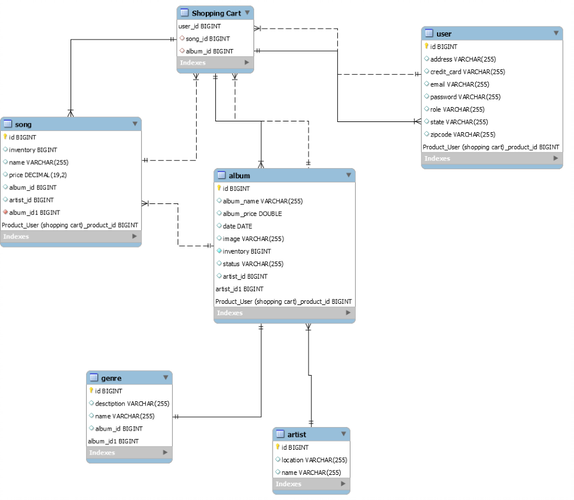 Shopping Cart
user_id BIGINT
song_id BIGINT
album_id BIGINT
Indexes
user
id BIGINT
address VARCHAR(255)
credit_card VARCHAR(255)
email VARCHAR(255)
password VARCHAR(255)
role VARCHAR(255)
state VARCHAR(255)
zipcode VARCHAR(255)
Product_User (shopping cart)_product_id BIGINT
Indexes
song
id BIGINT
inventory BIGINT
name VARCHAR(255)
price DECIMAL(19,2)
album_id BIGINT
artist_id BIGINT
album_id1 BIGINT
Product_User (shopping cart)_product_id BIGINT
Indexes
album
id BIGINT
album_name VARCHAR(255)
album_price DOUBLE
date DATE
image VARCHAR(255)
inventory BIGINT
status VARCHAR(255)
artist_id BIGINT
artist_id1 BIGINT
Product_User (shopping cart)_product_id BIGINT
Indexes
genre
id BIGINT
desctiption VARCHAR(255)
name VARCHAR(255)
album_id BIGINT
album_id1 BIGINT
Indexes
artist
id BIGINT
location VARCHAR(255)
name VARCHAR(255)
Indexes